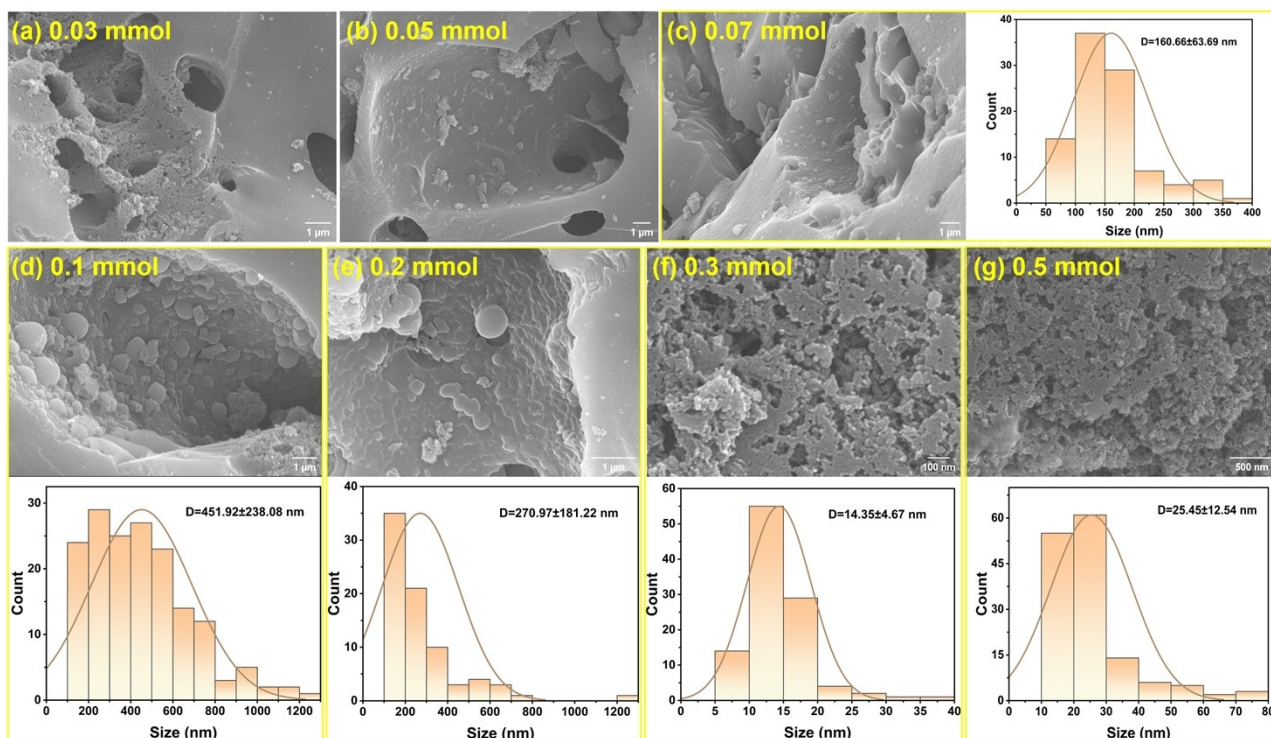 (a) 0.03 mmol
1 μm
(b) 0.05 mmol
1 μm
(c) 0.07 mmol
1 μm
D=160.66±63.69 nm
Count
40
30
20
10
0
0 50 100 150 200 250 300 350 400
Size (nm)
(d) 0.1 mmol
1 μm
(e) 0.2 mmol
1 μm
(f) 0.3 mmol
100 nm
(g) 0.5 mmol
500 nm
D=451.92±238.08 nm
Count
30
20
10
0
0 200 400 600 800 1000 1200
Size (nm)
D=270.97±181.22 nm
Count
40
30
20
10
0
0 200 400 600 800 1000 1200
Size (nm)
D=14.35±4.67 nm
Count
60
50
40
30
20
10
0
0 5 10 15 20 25 30 35 40
Size (nm)
D=25.45±12.54 nm
Count
60
45
30
15
0
0 10 20 30 40 50 60 70 80
Size (nm)